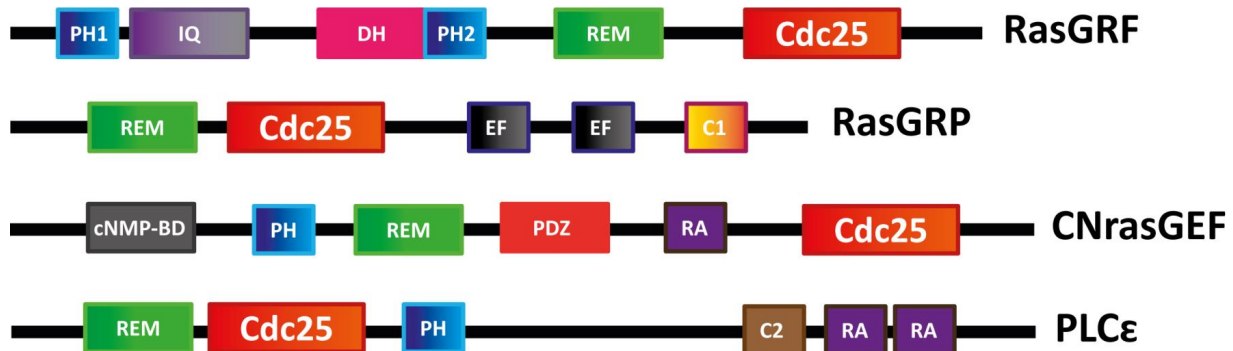 PH1 IQ DH PH2 REM Cdc25 RasGRF
REM Cdc25 EF EF C1 RasGRP
cNMP-BD PH REM PDZ RA Cdc25 CNrasGEF
REM Cdc25 PH C2 RA RA PLCε